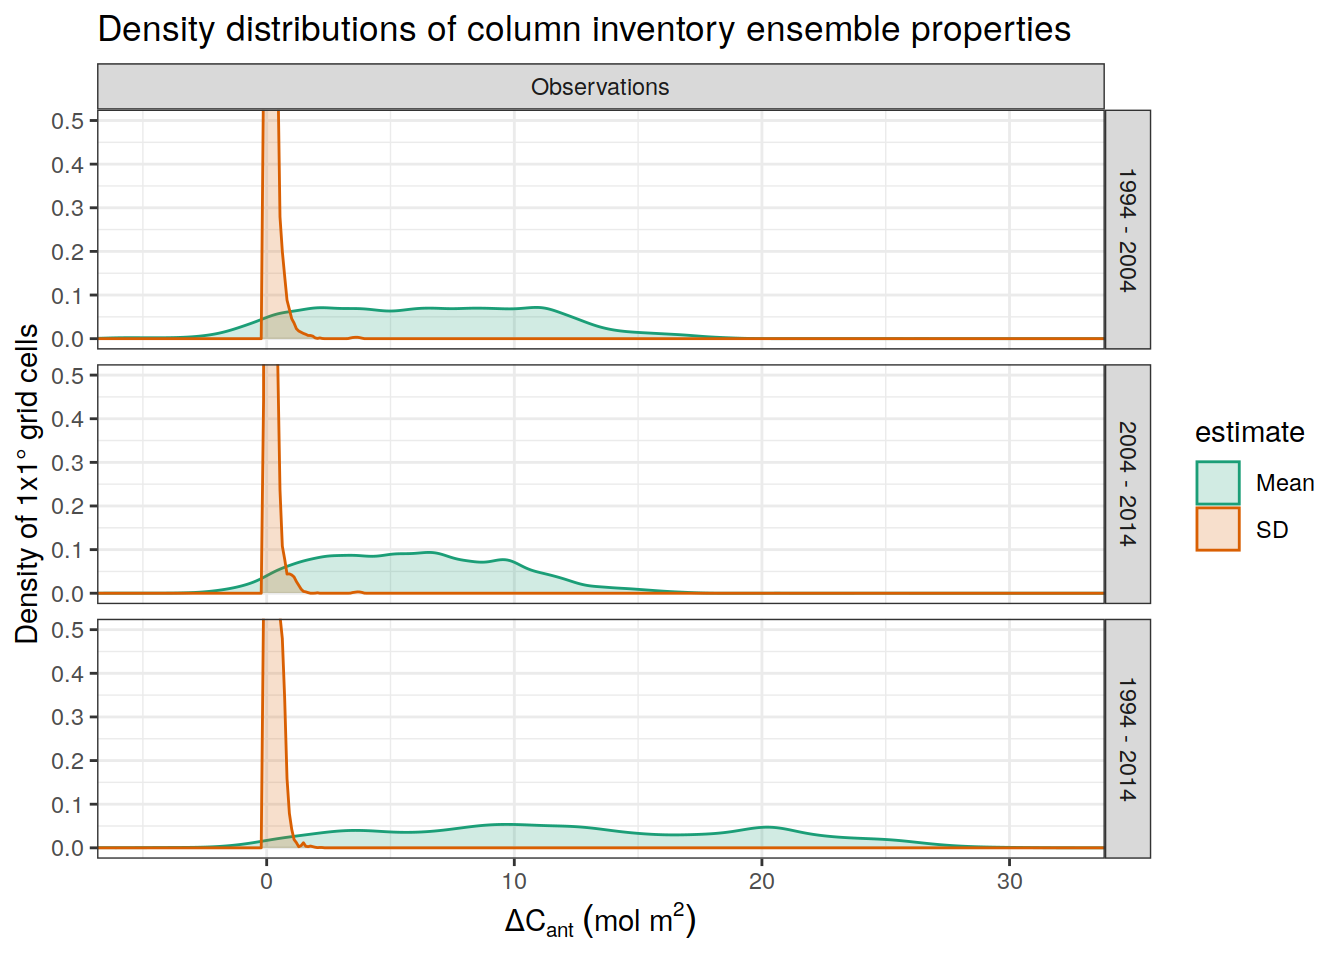 Density distributions of column inventory ensemble properties
Observations
Density of 1x1° grid cells
0.5
0.4
0.3
0.2
0.1
0.0
1994 - 2004
0.5
0.4
0.3
0.2
0.1
0.0
2004 - 2014
0.5
0.4
0.3
0.2
0.1
0.0
1994 - 2014
0 10 20 30
ΔCant (mol m²)
estimate
Mean
SD